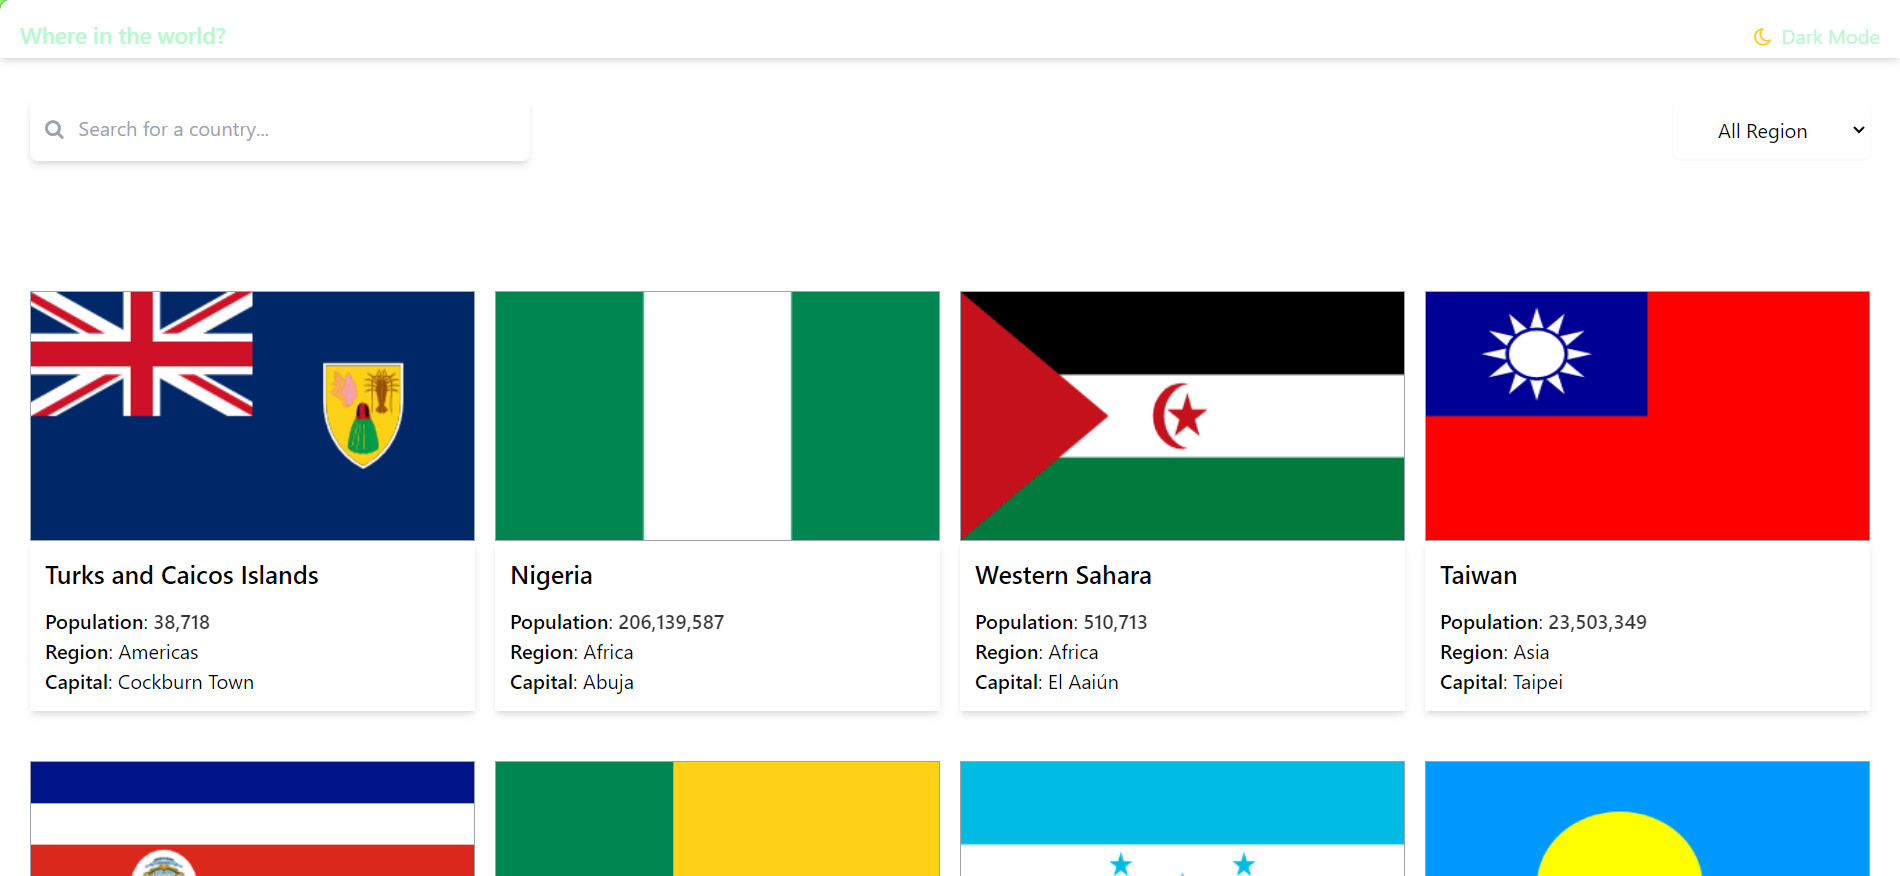 Where in the world?
Dark Mode
Search for a country...
All Region
Turks and Caicos Islands
Population: 38,718
Region: Americas
Capital: Cockburn Town
Nigeria
Population: 206,139,587
Region: Africa
Capital: Abuja
Western Sahara
Population: 510,713
Region: Africa
Capital: El Aaiún
Taiwan
Population: 23,503,349
Region: Asia
Capital: Taipei